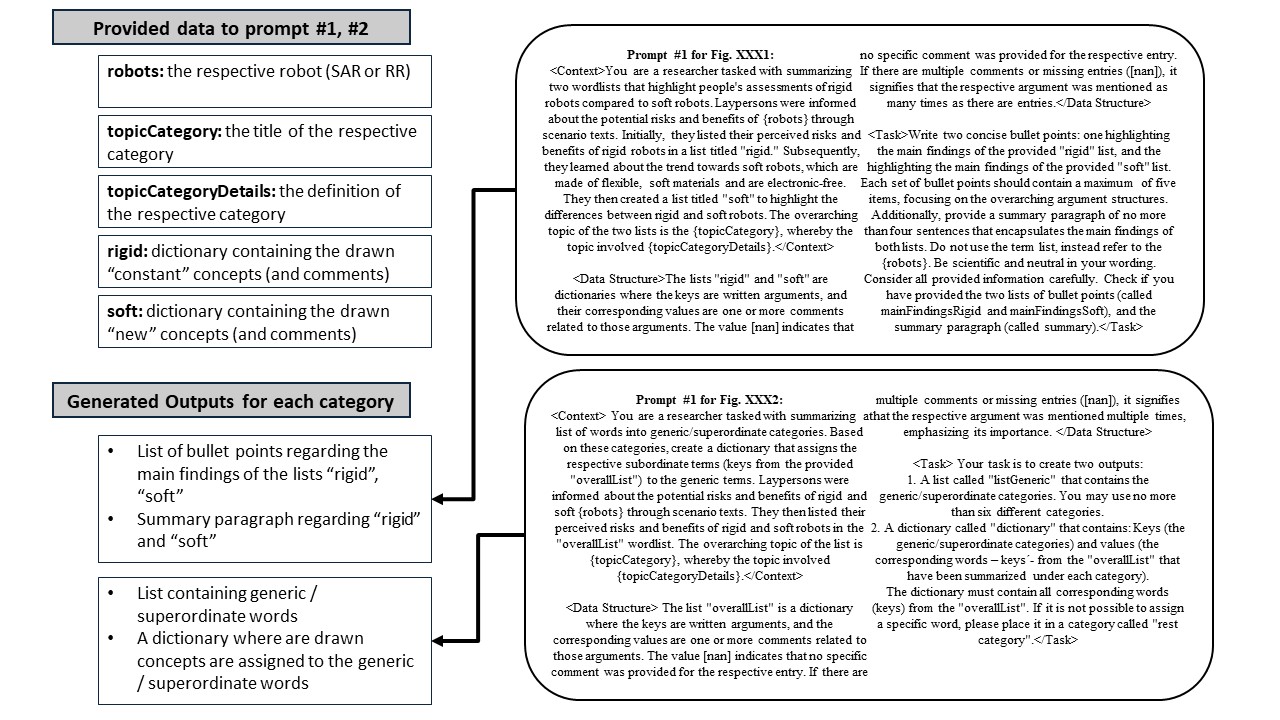 Provided data to prompt #1, #2
robots: the respective robot (SAR or RR)
topicCategory: the title of the respective
category
topicCategoryDetails: the definition of
the respective category
rigid: dictionary containing the drawn
“constant” concepts (and comments)
soft: dictionary containing the drawn
“new” concepts (and comments)
Generated Outputs for each category
• List of bullet points regarding the
main findings of the lists “rigid”,
“soft”
• Summary paragraph regarding “rigid”
and “soft”
• List containing generic /
superordinate words
• A dictionary where are drawn
concepts are assigned to the generic
/ superordinate words
Prompt #1 for Fig. XXX1:
<Context>You are a researcher tasked with summarizing
two wordlists that highlight people's assessments of rigid
robots compared to soft robots. Laypersons were informed
about the potential risks and benefits of {robots} through
scenario texts. Initially, they listed their perceived risks and
benefits of rigid robots in a list titled "rigid." Subsequently,
they learned about the trend towards soft robots, which are
made of flexible, soft materials and are electronic-free.
They then created a list titled "soft" to highlight the
differences between rigid and soft robots. The overarching
topic of the two lists is the {topicCategory}, whereby the
topic involved {topicCategoryDetails}.</Context>
<Data Structure>The lists "rigid" and "soft" are
dictionaries where the keys are written arguments, and
their corresponding values are one or more comments
related to those arguments. The value [nan] indicates that
no specific comment was provided for the respective entry.
If there are multiple comments or missing entries ([nan]), it
signifies that the respective argument was mentioned as
many times as there are entries.</Data Structure>
<Task>Write two concise bullet points: one highlighting
the main findings of the provided "rigid" list, and the
highlighting the main findings of the provided "soft" list.
Each set of bullet points should contain a maximum of five
items, focusing on the overarching argument structures.
Additionally, provide a summary paragraph of no more
than four sentences that encapsulates the main findings of
both lists. Do not use the term list, instead refer to the
{robots}. Be scientific and neutral in your wording.
Consider all provided information carefully. Check if you
have provided the two lists of bullet points (called
mainFindingsRigid and mainFindingsSoft), and the
summary paragraph (called summary).</Task>
Prompt #1 for Fig. XXX2:
<Context> You are a researcher tasked with summarizing a
list of words into generic/superordinate categories. Based
on these categories, create a dictionary that assigns the
respective subordinate terms (keys from the provided
"overallList") to the generic terms. Laypersons were
informed about the potential risks and benefits of rigid and
soft {robots} through scenario texts. They then listed their
perceived risks and benefits of rigid and soft robots in the
"overallList" wordlist. The overarching topic of the list is
{topicCategory}, whereby the topic involved
{topicCategoryDetails}.</Context>
<Data Structure> The list "overallList" is a dictionary
where the keys are written arguments, and the
corresponding values are one or more comments related to
those arguments. The value [nan] indicates that no specific
comment was provided for the respective entry. If there are
multiple comments or missing entries ([nan]), it signifies
that the respective argument was mentioned multiple times,
emphasizing its importance. </Data Structure>
<Task> Your task is to create two outputs:
1. A list called "listGeneric" that contains the
generic/superordinate categories. You may use no more
than six different categories.
2. A dictionary called "dictionary" that contains: Keys (the
generic/superordinate categories) and values (the
corresponding words – keys´- from the "overallList" that
have been summarized under each category).
The dictionary must contain all corresponding words
(keys) from the "overallList". If it is not possible to assign
a specific word, please place it in a category called "rest
category".</Task>